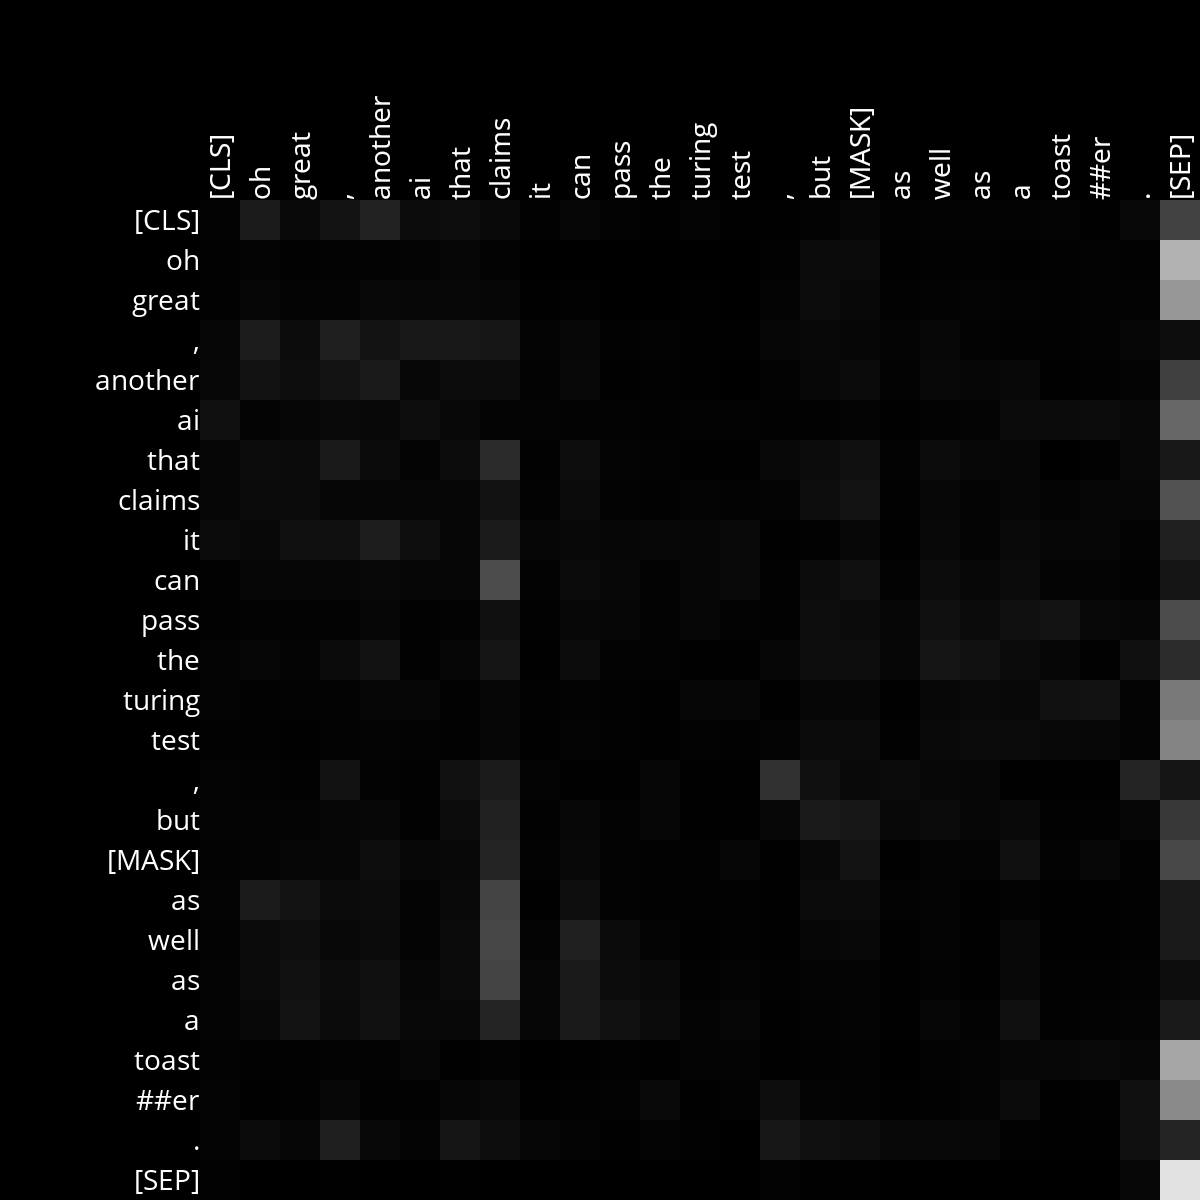 [CLS] oh great , another ai that claims it can pass the turing test , but [MASK] as well as a toast ##er . [SEP]
[CLS]
oh
great
,
another
ai
that
claims
it
can
pass
the
turing
test
,
but
[MASK]
as
well
as
a
toast
##er
.
[SEP]